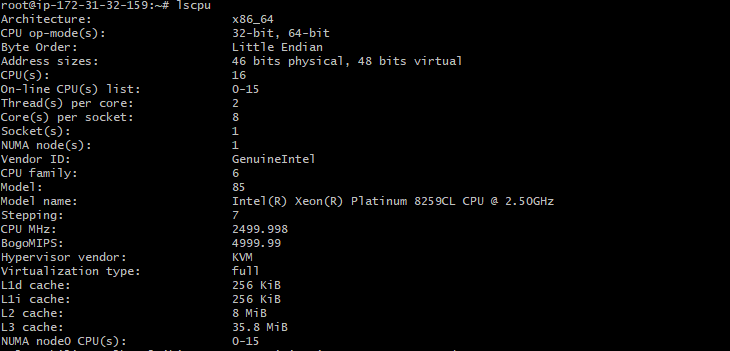 root@ip-172-31-32-159:~# lscpu
Architecture: x86_64
CPU op-mode(s): 32-bit, 64-bit
Byte Order: Little Endian
Address sizes: 46 bits physical, 48 bits virtual
CPU(s): 16
On-line CPU(s) list: 0-15
Thread(s) per core: 2
Core(s) per socket: 8
Socket(s): 1
NUMA node(s): 1
Vendor ID: GenuineIntel
CPU family: 6
Model: 85
Model name: Intel(R) Xeon(R) Platinum 8259CL CPU @ 2.50GHz
Stepping: 7
CPU MHz: 2499.998
BogoMIPS: 4999.99
Hypervisor vendor: KVM
Virtualization type: full
L1d cache: 256 KiB
L1i cache: 256 KiB
L2 cache: 8 MiB
L3 cache: 35.8 MiB
NUMA node0 CPU(s): 0-15